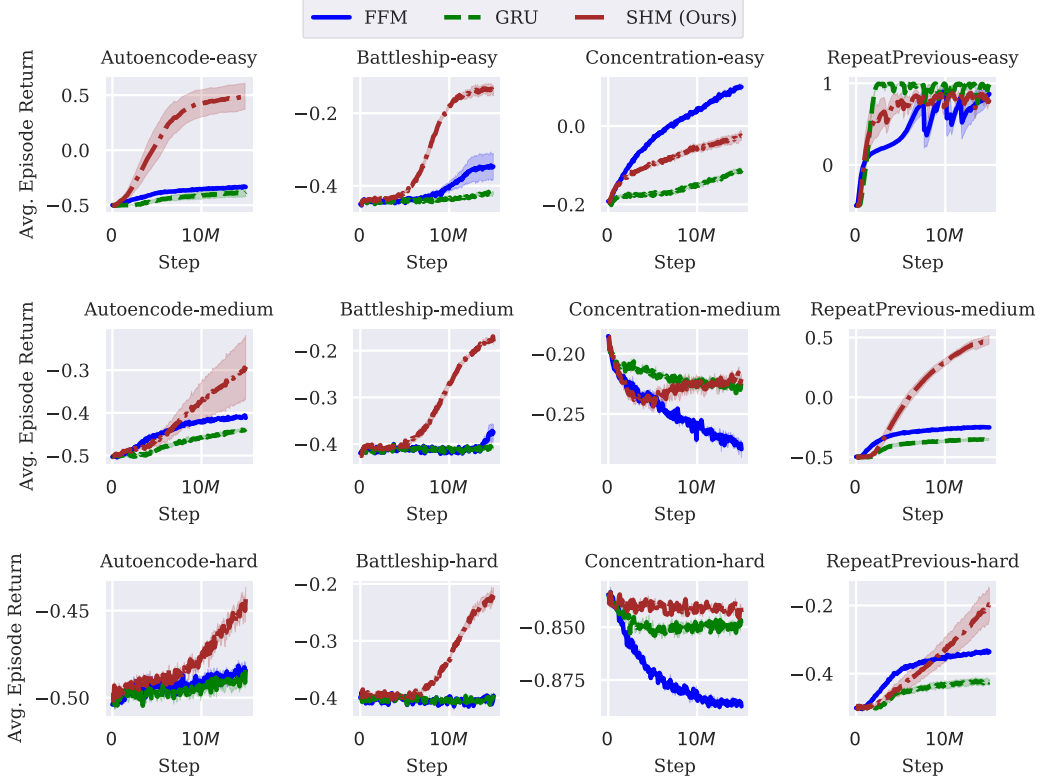 FFM GRU SHM (Ours)
Autoencode-easy Battleship-easy Concentration-easy RepeatPrevious-easy
Avg. Episode Return
0.5
0.0
−0.5
0 10M
Step
−0.2
−0.4
0 10M
Step
0.0
−0.2
0 10M
Step
1
0
0 10M
Step
Autoencode-medium Battleship-medium Concentration-medium RepeatPrevious-medium
Avg. Episode Return
−0.3
−0.4
−0.5
0 10M
Step
−0.2
−0.3
−0.4
0 10M
Step
−0.20
−0.25
0 10M
Step
0.5
0.0
−0.5
0 10M
Step
Autoencode-hard Battleship-hard Concentration-hard RepeatPrevious-hard
Avg. Episode Return
−0.45
−0.50
0 10M
Step
−0.2
−0.3
−0.4
0 10M
Step
−0.850
−0.875
0 10M
Step
−0.2
−0.4
0 10M
Step